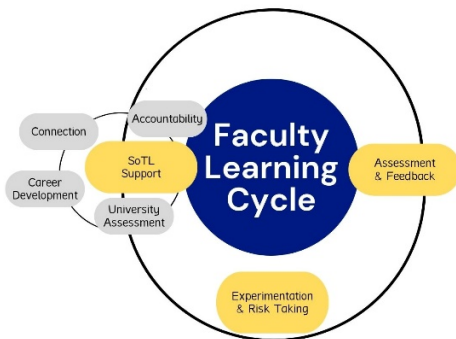 Accountability
Connection
Faculty
Learning
Cycle
SoTL
Support
Assessment
& Feedback
Career
Development
University
Assessment
Experimentation
& Risk Taking